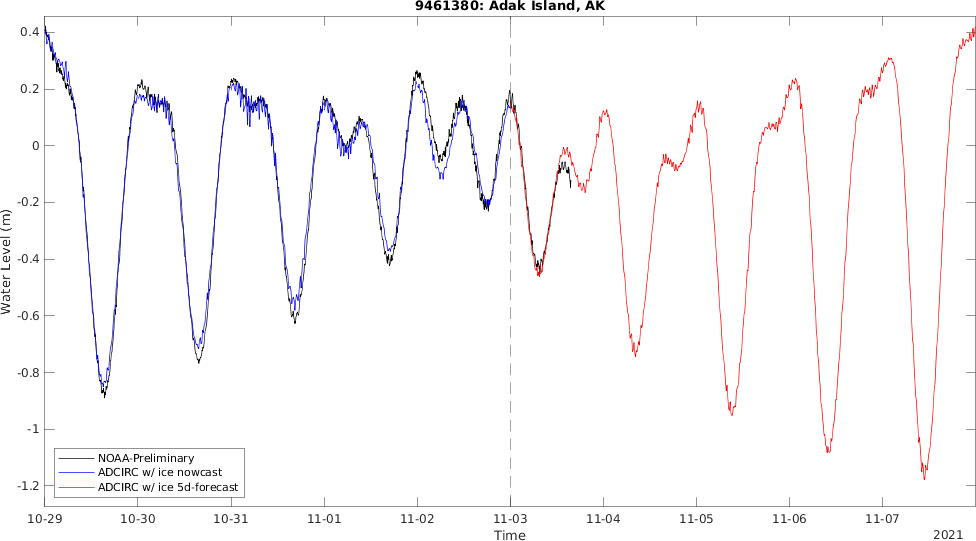 9461380: Adak Island, AK
0.4
0.2
0
-0.2
-0.4
-0.6
-0.8
-1
-1.2
Water Level (m)
NOAA-Preliminary
ADCIRC w/ ice nowcast
ADCIRC w/ ice 5d-forecast
10-29 10-30 10-31 11-01 11-02 11-03 11-04 11-05 11-06 11-07
Time
2021